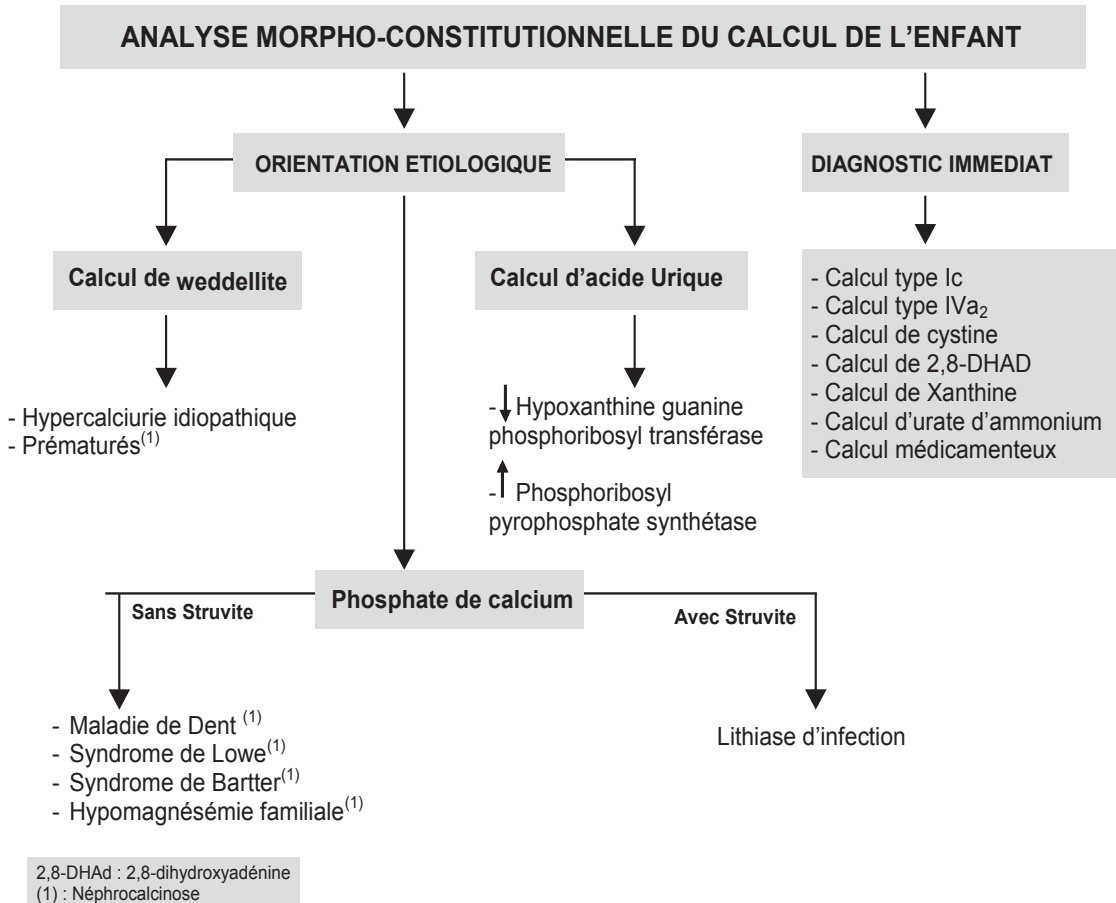 ANALYSE MORPHO-CONSTITUTIONNELLE DU CALCUL DE L'ENFANT
ORIENTATION ETIOLOGIQUE
DIAGNOSTIC IMMEDIAT
Calcul de weddellite
- Hypercalciurie idiopathique
- Prématurés(1)
Calcul d'acide Urique
-↓ Hypoxanthine guanine
phosphoribosyl transférase
-↑ Phosphoribosyl
pyrophosphate synthétase
- Calcul type Ic
- Calcul type IVa2
- Calcul de cystine
- Calcul de 2,8-DHAD
- Calcul de Xanthine
- Calcul d'urate d'ammonium
- Calcul médicamenteux
Phosphate de calcium
Sans Struvite
Avec Struvite
- Maladie de Dent (1)
- Syndrome de Lowe(1)
- Syndrome de Bartter(1)
- Hypomagnésémie familiale(1)
Lithiase d'infection
2,8-DHAd : 2,8-dihydroxyadénine
(1) : Néphrocalcinose